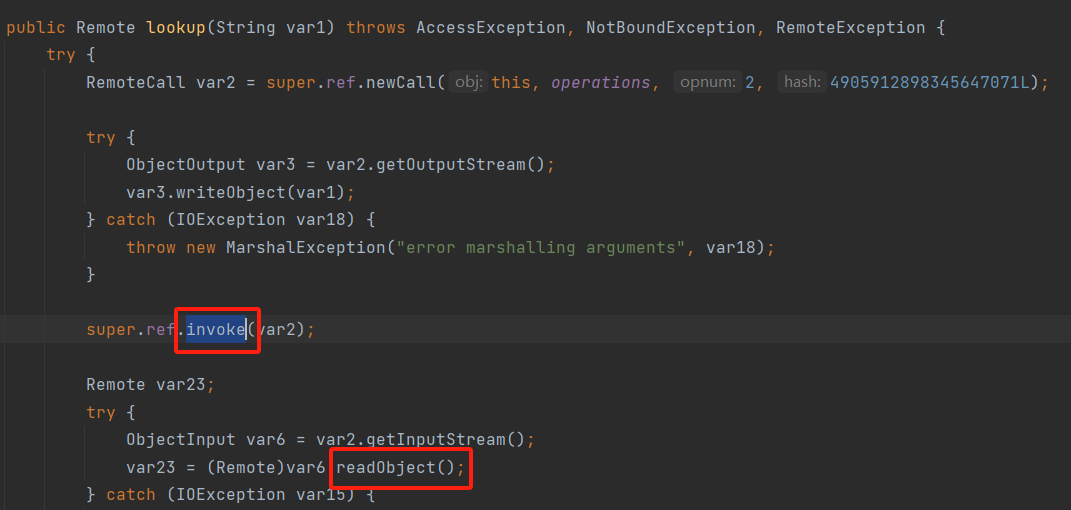 public Remote lookup(String var1) throws AccessException, NotBoundException, RemoteException {
try {
RemoteCall var2 = super.ref.newCall( obj: this, operations, opnum: 2, hash: 4905912898345647071L);
try {
ObjectOutput var3 = var2.getOutputStream();
var3.writeObject(var1);
} catch (IOException var18) {
throw new MarshalException("error marshalling arguments", var18);
}
super.ref.invoke(var2);
Remote var23;
try {
ObjectInput var6 = var2.getInputStream();
var23 = (Remote)var6.readObject();
} catch (IOException var15) {